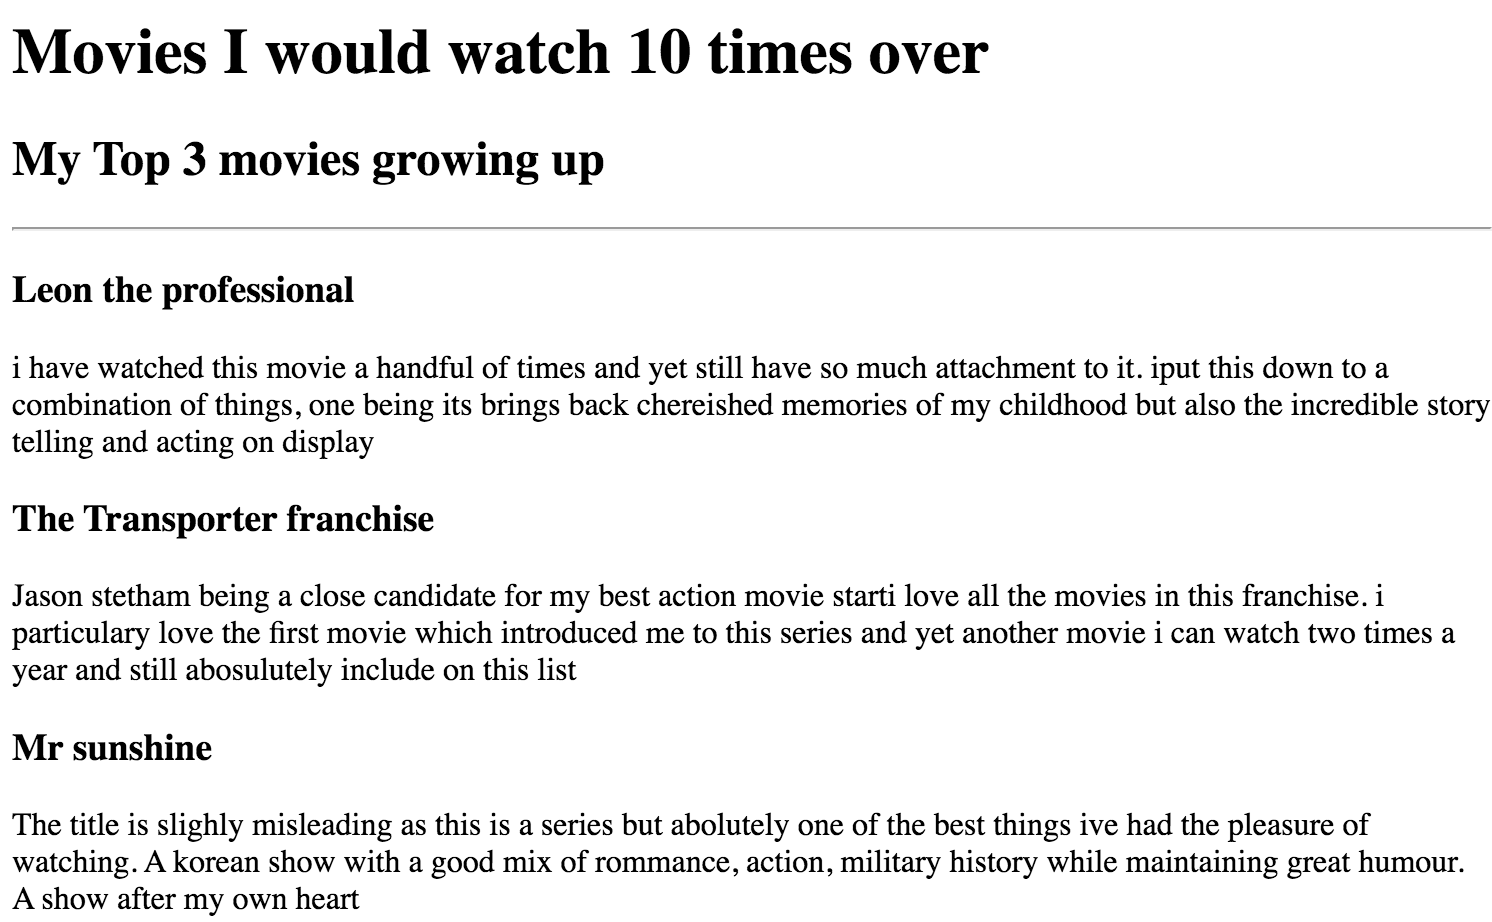 Movies I would watch 10 times over
My Top 3 movies growing up
Leon the professional
i have watched this movie a handful of times and yet still have so much attachment to it. iput this down to a
combination of things, one being its brings back chereished memories of my childhood but also the incredible story
telling and acting on display
The Transporter franchise
Jason stetham being a close candidate for my best action movie starti love all the movies in this franchise. i
particulary love the first movie which introduced me to this series and yet another movie i can watch two times a
year and still abosulutely include on this list
Mr sunshine
The title is slighly misleading as this is a series but abolutely one of the best things ive had the pleasure of
watching. A korean show with a good mix of rommance, action, military history while maintaining great humour.
A show after my own heart